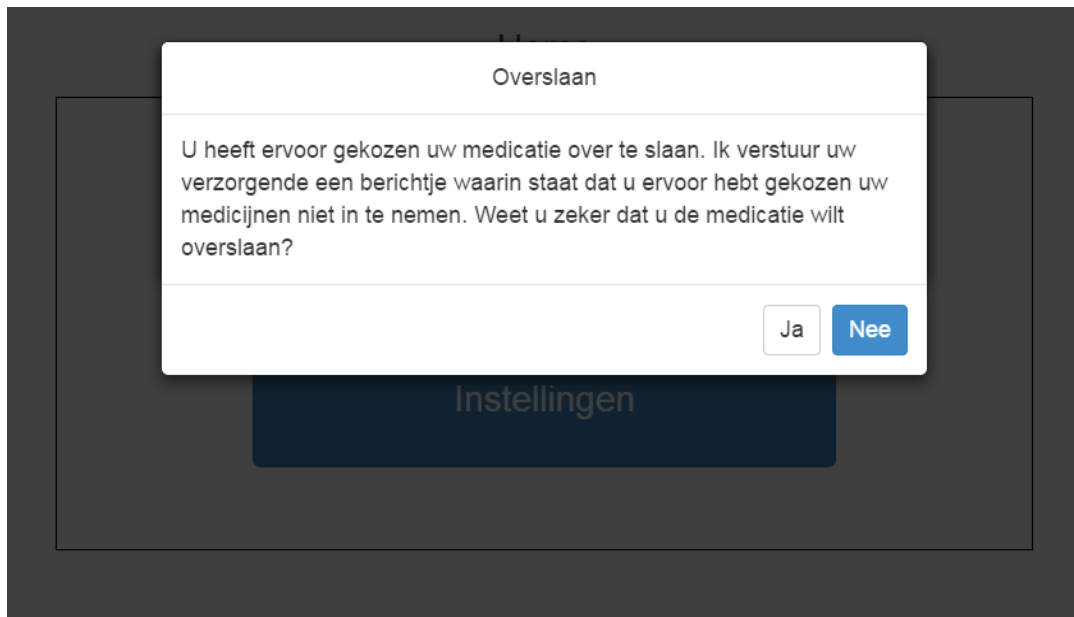 Overslaan
U heeft ervoor gekozen uw medicatie over te slaan. Ik verstuur uw
verzorgende een berichtje waarin staat dat u ervoor hebt gekozen uw
medicijnen niet in te nemen. Weet u zeker dat u de medicatie wilt
overslaan?
Ja Nee
Instellingen